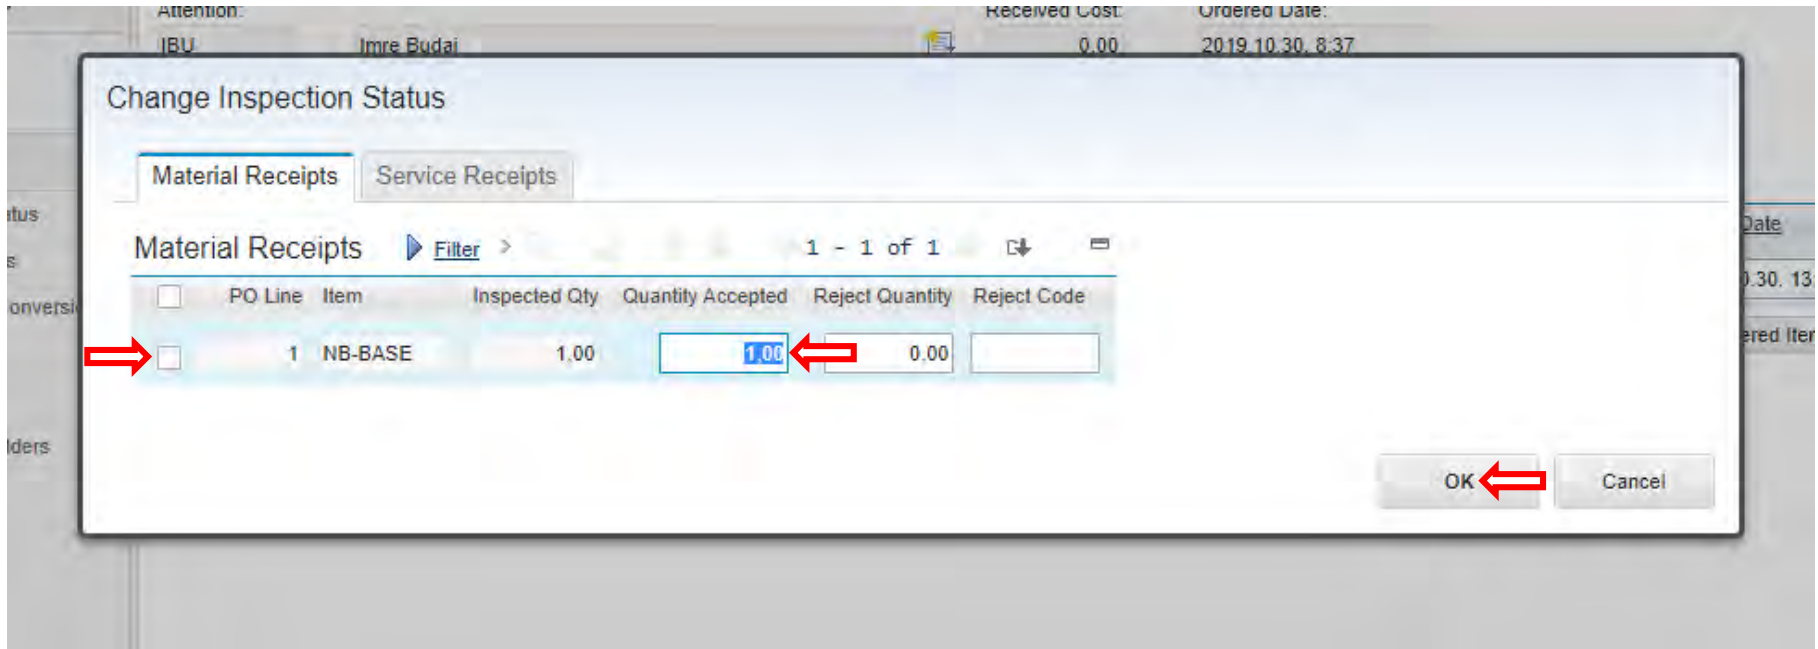 Attention: Received Cost: Ordered Date:
IBU Imre Budai 0,00 2019.10.30. 8:37
Change Inspection Status
Material Receipts Service Receipts
atus
Date
Material Receipts Filter 1 - 1 of 1
s
0.30. 13:
PO Line Item Inspected Qty Quantity Accepted Reject Quantity Reject Code
onversi
ered Iter
1 NB-BASE 1,00 1,00 0,00
lders
OK Cancel